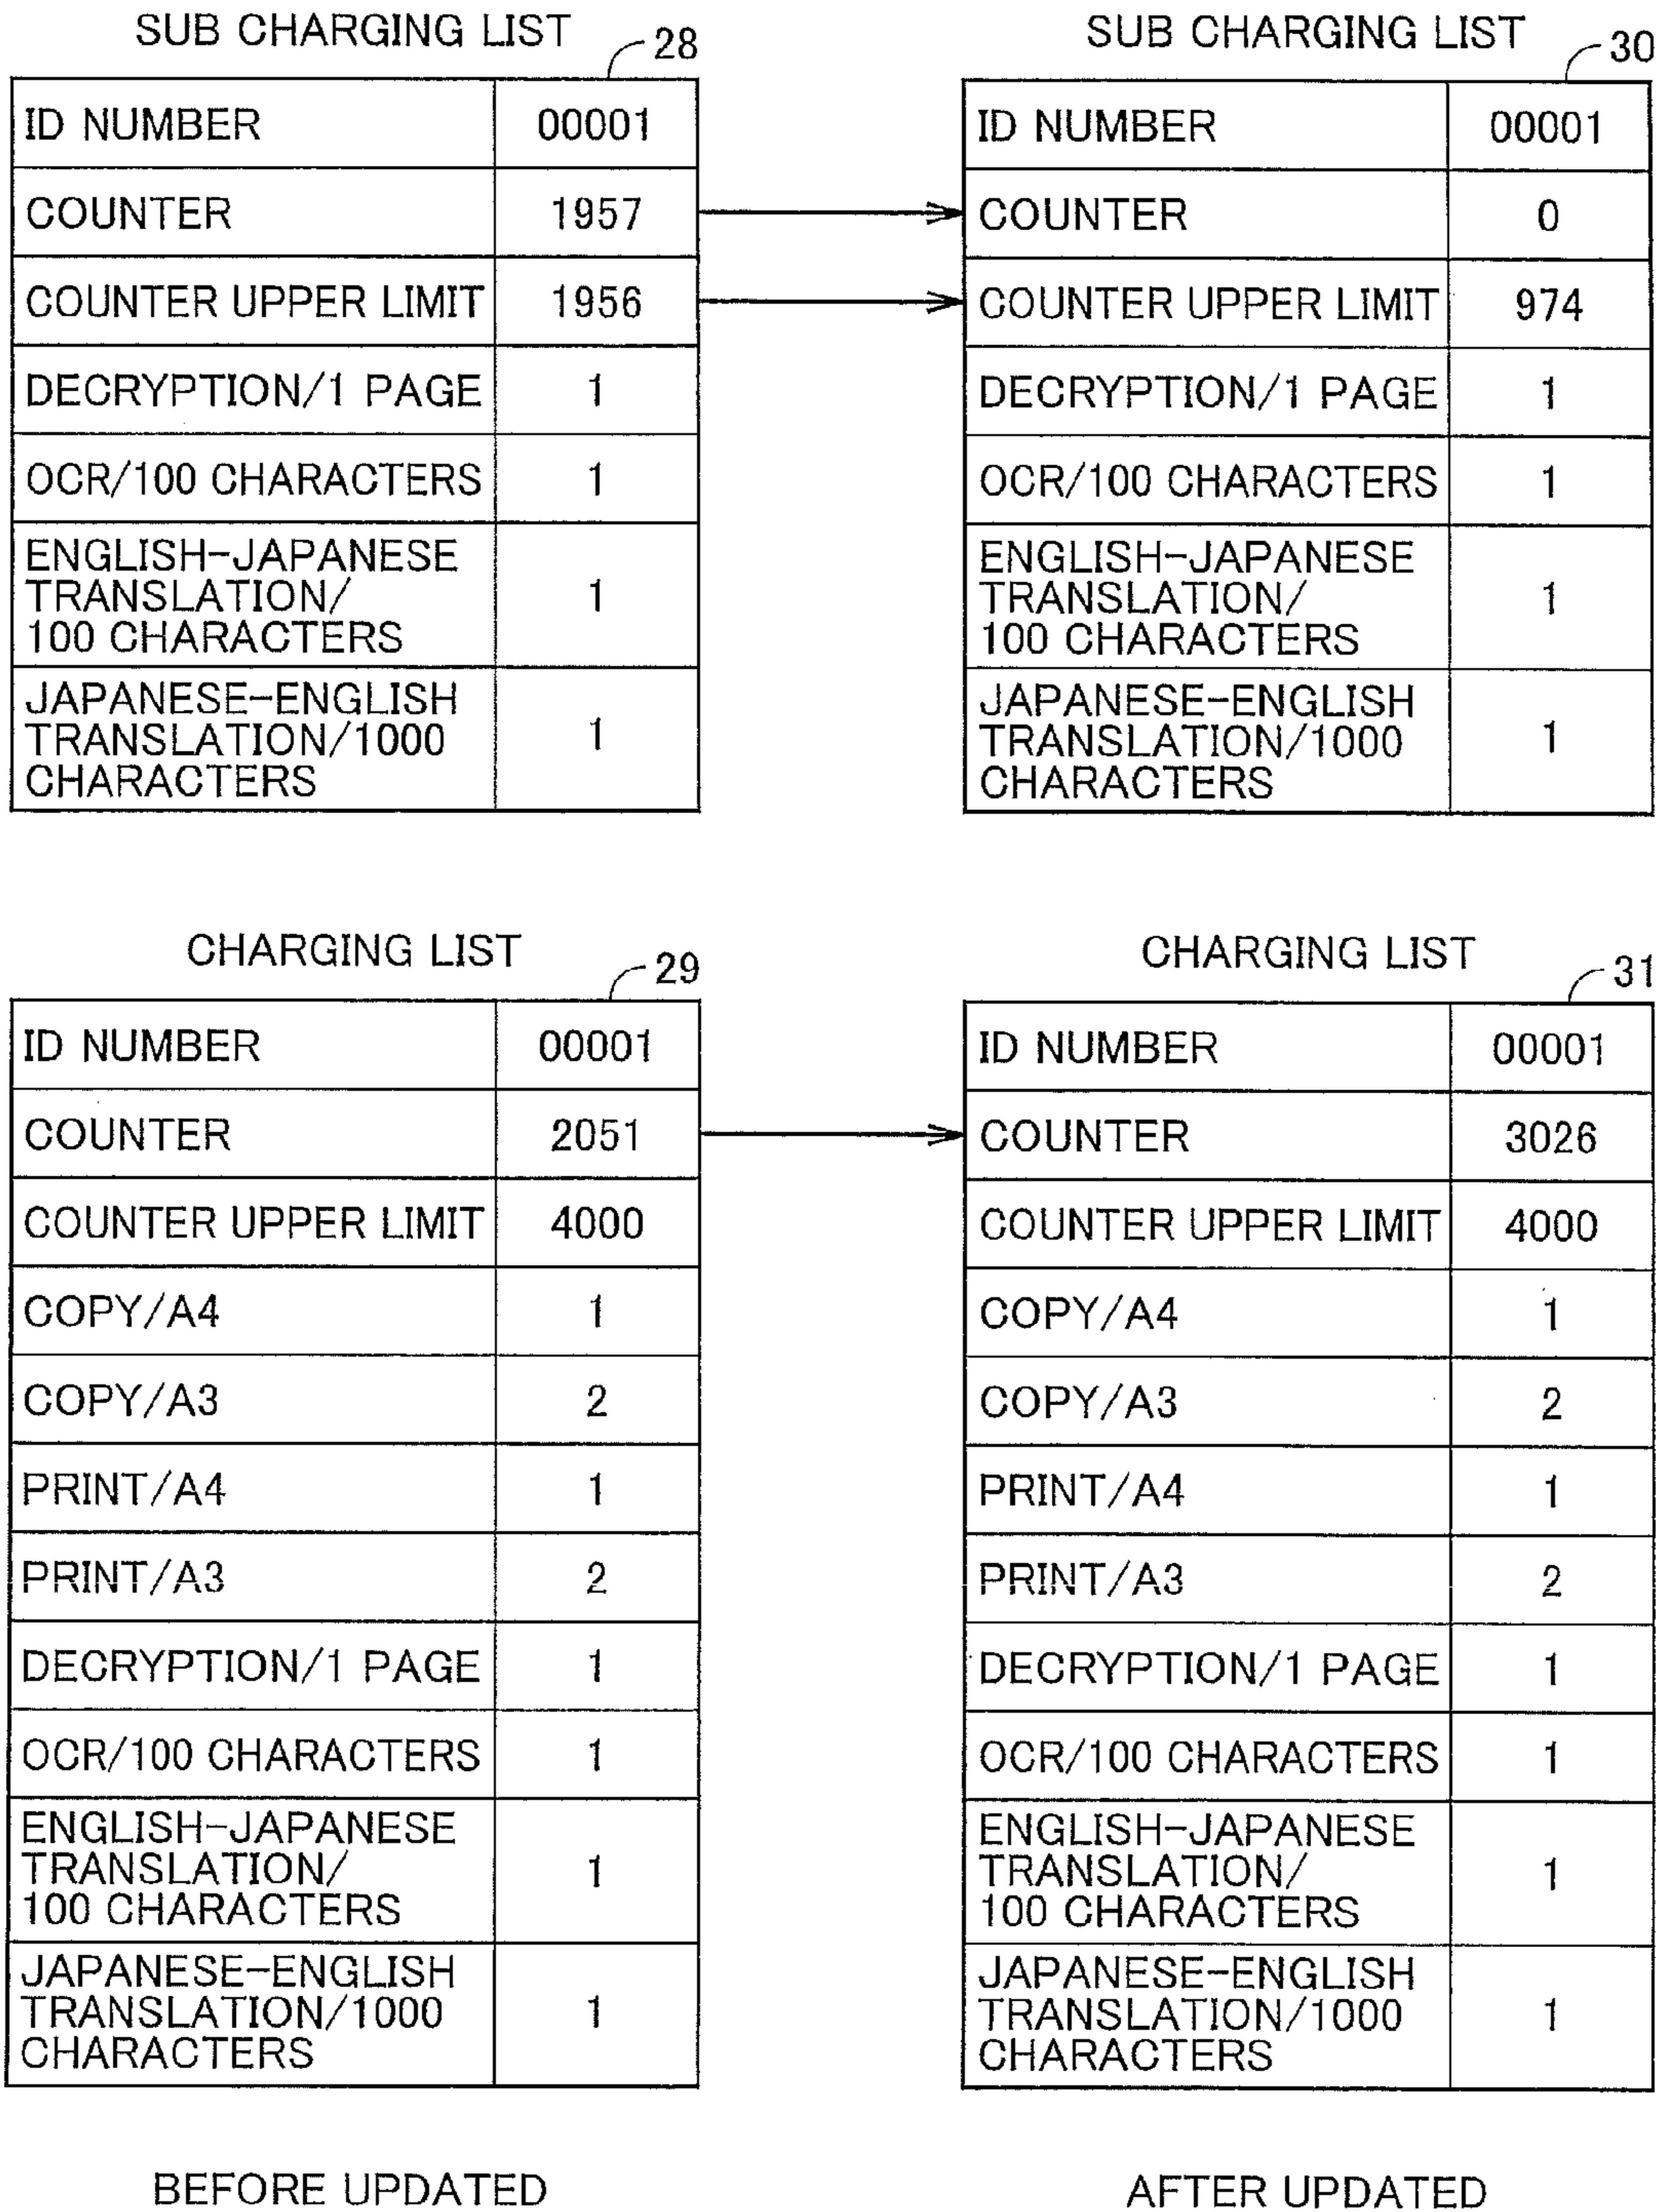 SUB CHARGING LIST
28
ID NUMBER 00001
COUNTER 1957
COUNTER UPPER LIMIT 1956
DECRYPTION/1 PAGE 1
OCR/100 CHARACTERS 1
ENGLISH-JAPANESE
TRANSLATION/ 1
100 CHARACTERS
JAPANESE-ENGLISH
TRANSLATION/1000 1
CHARACTERS
SUB CHARGING LIST
30
ID NUMBER 00001
COUNTER 0
COUNTER UPPER LIMIT 974
DECRYPTION/1 PAGE 1
OCR/100 CHARACTERS 1
ENGLISH-JAPANESE
TRANSLATION/ 1
100 CHARACTERS
JAPANESE-ENGLISH
TRANSLATION/1000 1
CHARACTERS
CHARGING LIST
29
ID NUMBER 00001
COUNTER 2051
COUNTER UPPER LIMIT 4000
COPY/A4 1
COPY/A3 2
PRINT/A4 1
PRINT/A3 2
DECRYPTION/1 PAGE 1
OCR/100 CHARACTERS 1
ENGLISH-JAPANESE
TRANSLATION/ 1
100 CHARACTERS
JAPANESE-ENGLISH
TRANSLATION/1000 1
CHARACTERS
BEFORE UPDATED
CHARGING LIST
31
ID NUMBER 00001
COUNTER 3026
COUNTER UPPER LIMIT 4000
COPY/A4 1
COPY/A3 2
PRINT/A4 1
PRINT/A3 2
DECRYPTION/1 PAGE 1
OCR/100 CHARACTERS 1
ENGLISH-JAPANESE
TRANSLATION/ 1
100 CHARACTERS
JAPANESE-ENGLISH
TRANSLATION/1000 1
CHARACTERS
AFTER UPDATED